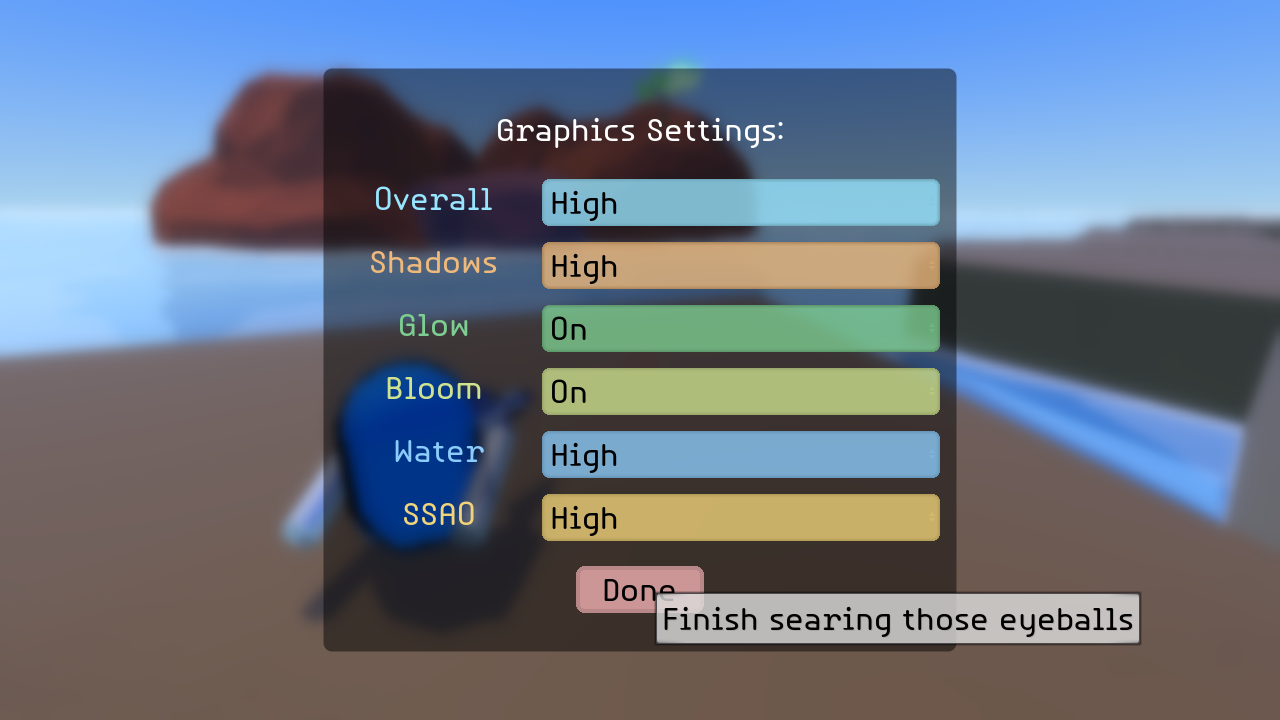 Graphics Settings:
Overall High
Shadows High
Glow On
Bloom On
Water High
SSAO High
Done
Finish searing those eyeballs